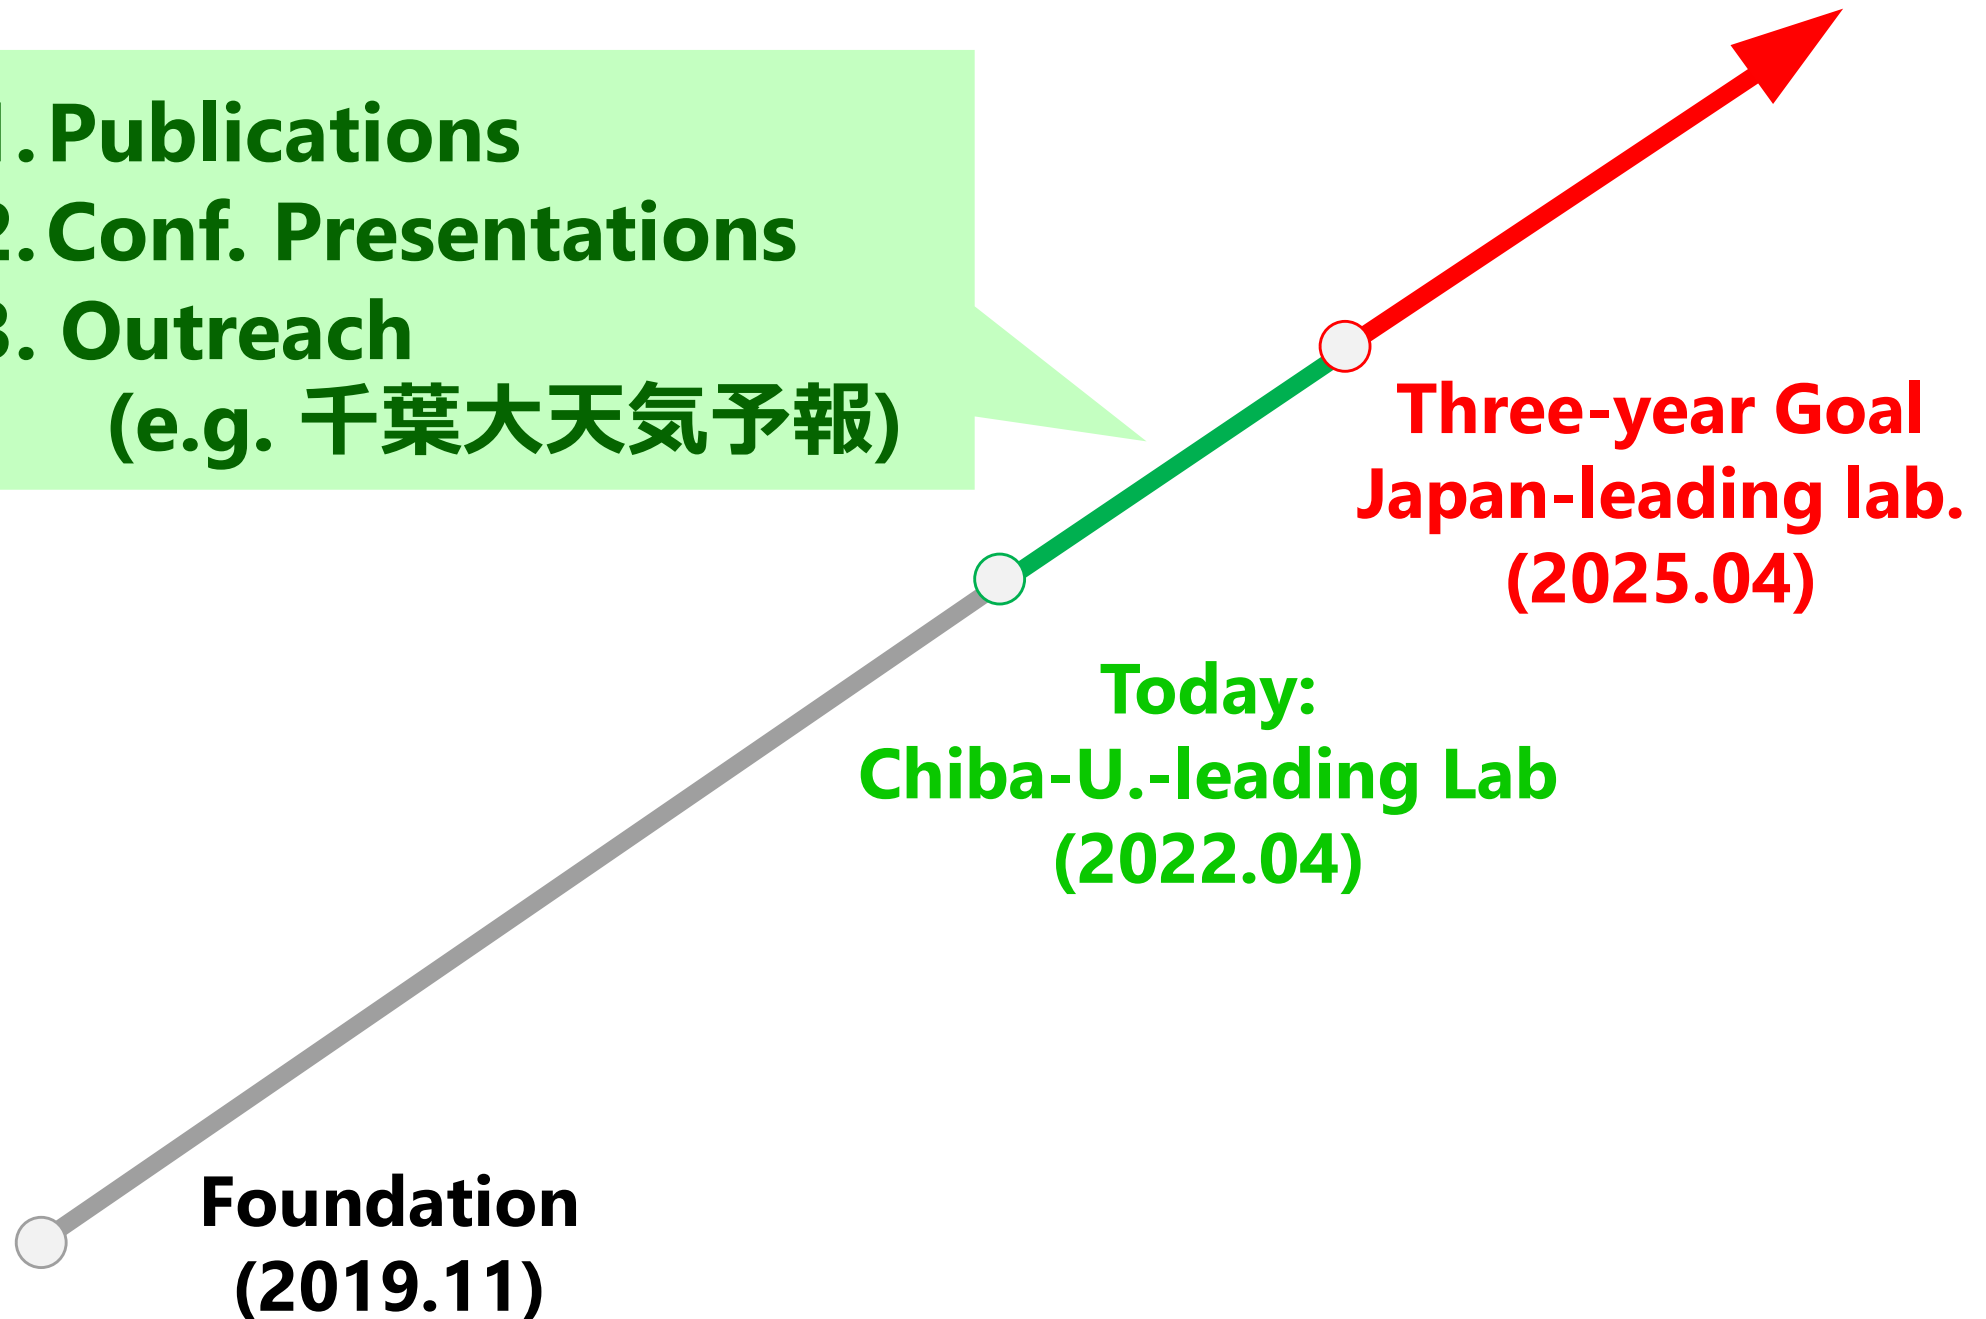 1. Publications
2. Conf. Presentations
3. Outreach
(e.g. 千葉大天気予報)
Three-year Goal
Japan-leading lab.
(2025.04)
Today:
Chiba-U.-leading Lab
(2022.04)
Foundation
(2019.11)